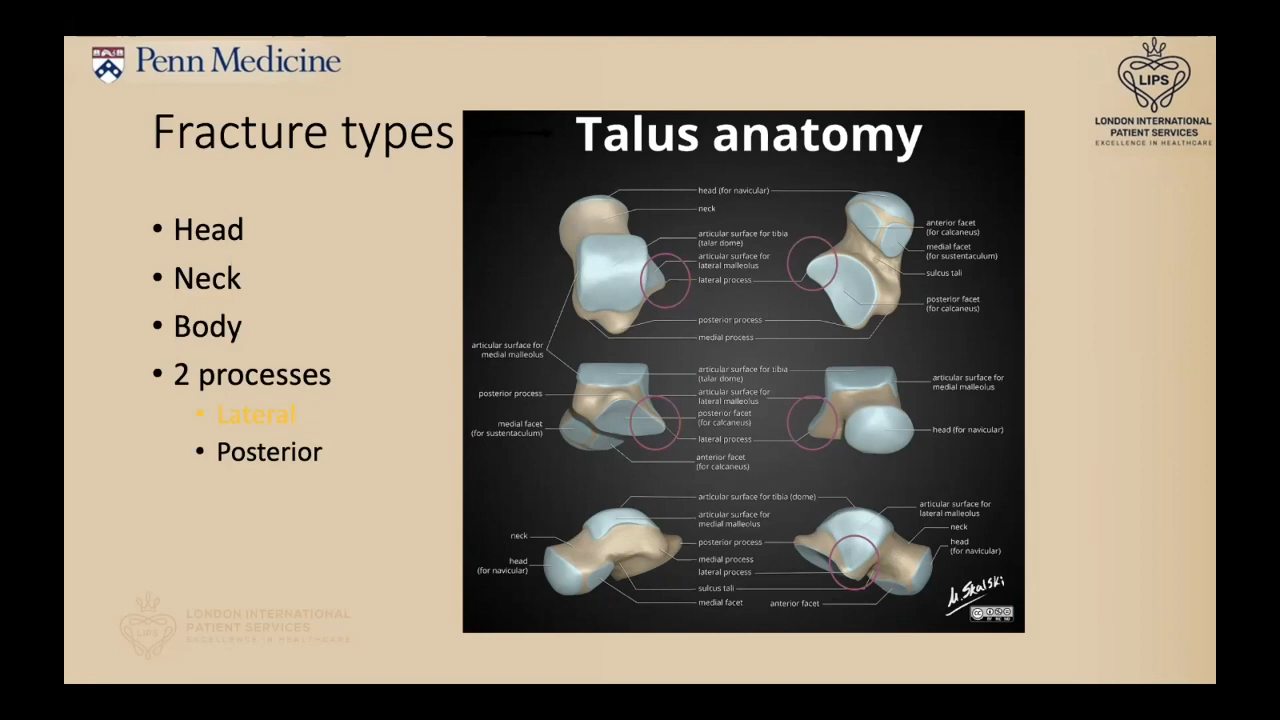 Penn Medicine
LIPS
LONDON INTERNATIONAL
PATIENT SERVICES
EXCELLENCE IN HEALTHCARE
Fracture types
• Head
• Neck
• Body
• 2 processes
• Lateral
• Posterior
Talus anatomy
head (for navicular)
neck
articular surface for tibia
(talar dome)
articular surface for
lateral malleolus
lateral process
posterior process
medial process
anterior facet
(for calcaneus)
medial facet
(for sustentaculum)
sulcus tali
posterior facet
(for calcaneus)
articular surface for
medial malleolus
posterior process
medial facet
(for sustentaculum)
articular surface for tibia
(talar dome)
articular surface for
lateral malleolus
posterior facet
(for calcaneus)
lateral process
anterior facet
(for calcaneus)
articular surface for
medial malleolus
head (for navicular)
neck
head
(for navicular)
articular surface for tibia (dome)
articular surface for
medial malleolus
posterior process
medial process
lateral process
sulcus tali
medial facet
anterior facet
articular surface for
lateral malleolus
neck
head
(for navicular)
M. Skalski
cc
BY NC ND
LIPS
LONDON INTERNATIONAL
PATIENT SERVICES
EXCELLENCE IN HEALTHCARE